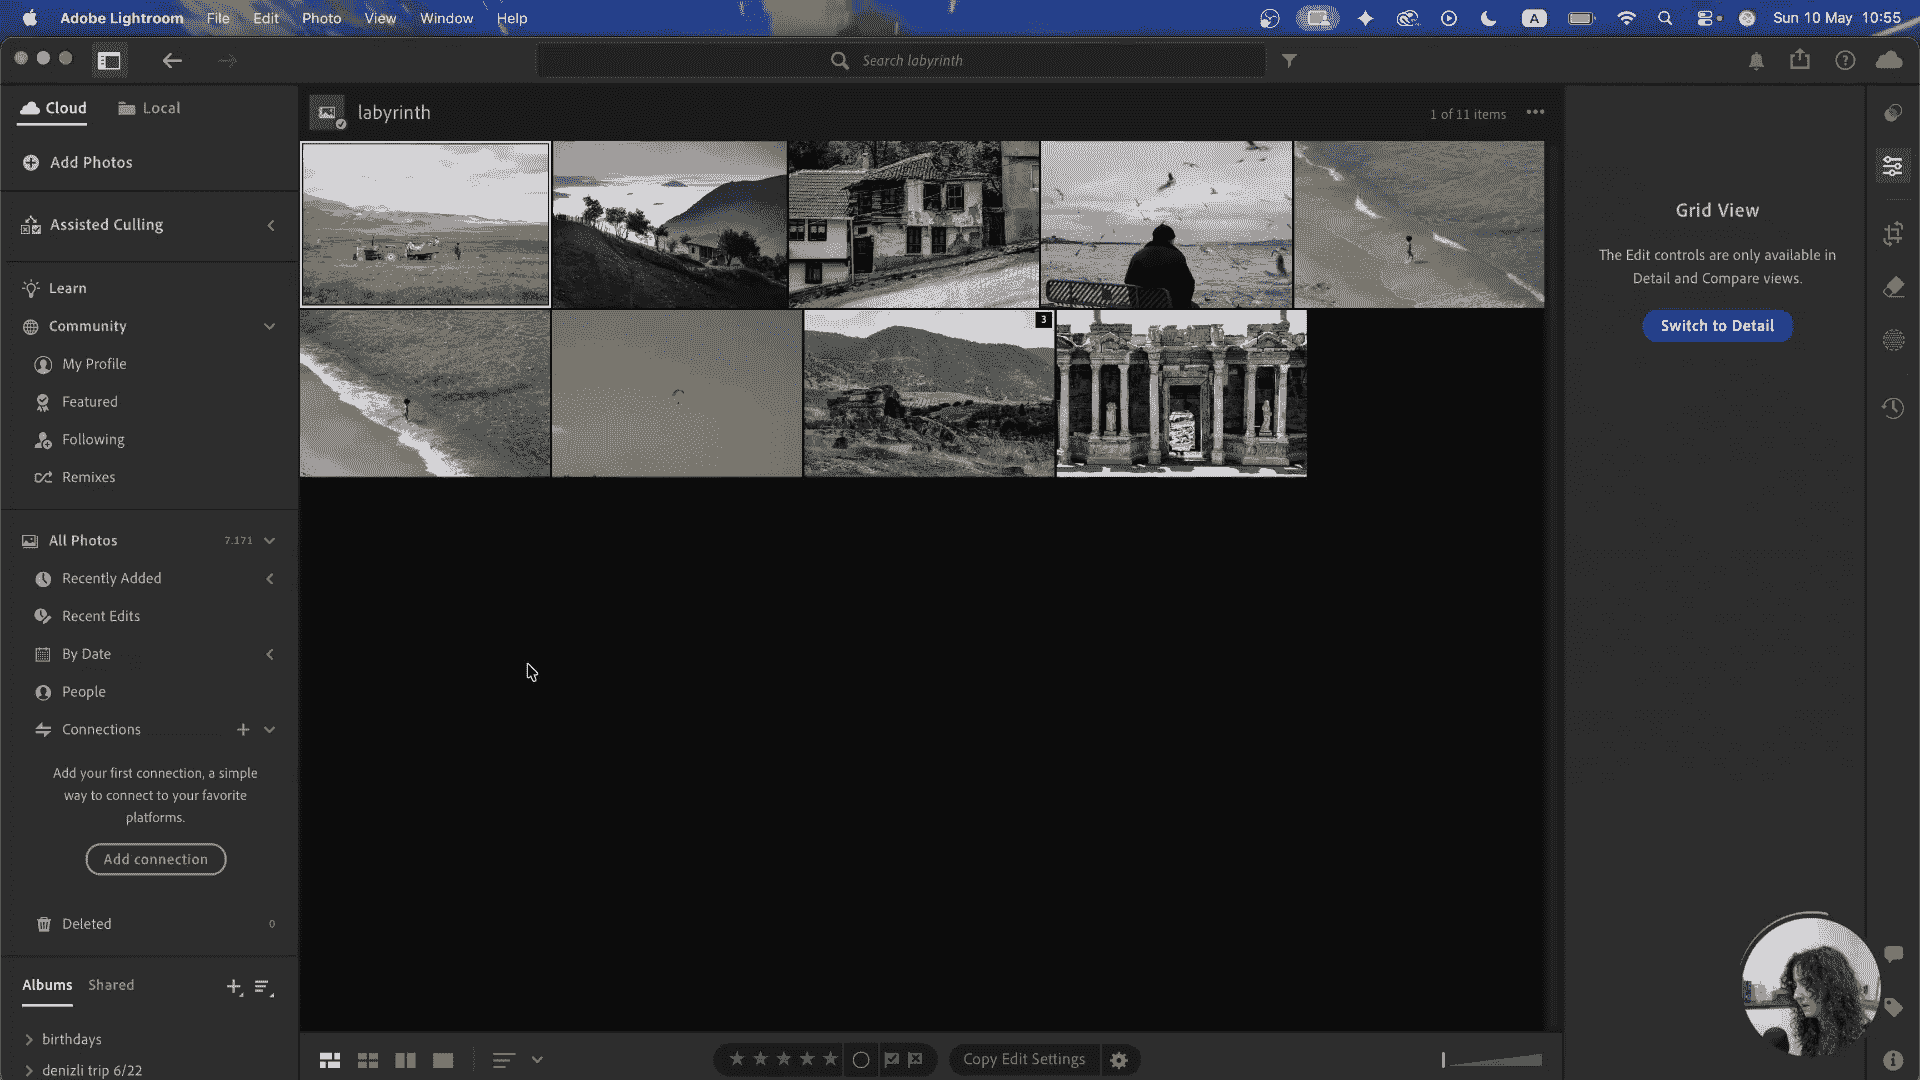 Adobe Lightroom File Edit Photo View Window Help
A Sun 10 May 10:55
Search labyrinth
Cloud Local
Add Photos
Assisted Culling
Learn
Community
My Profile
Featured
Following
Remixes
All Photos 7.171
Recently Added
Recent Edits
By Date
People
Connections
Add your first connection, a simple
way to connect to your favorite
platforms.
Add connection
Deleted 0
Albums Shared
birthdays
denizli trip 6/22
labyrinth
1 of 11 items
3
Copy Edit Settings
Grid View
The Edit controls are only available in
Detail and Compare views.
Switch to Detail